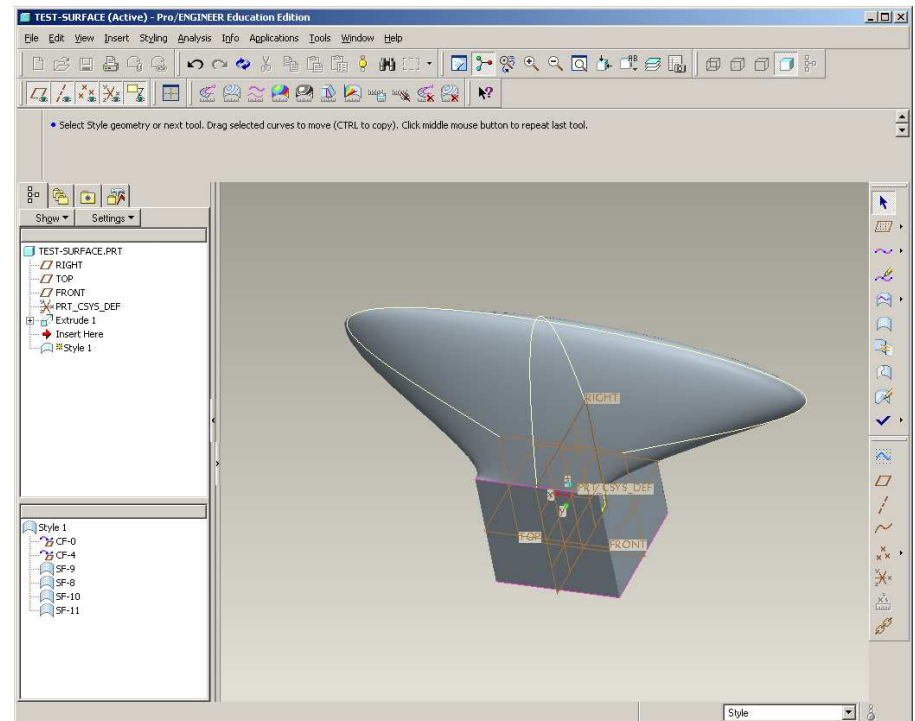 TEST-SURFACE (Active) - Pro/ENGINEER Education Edition
File Edit View Insert Styling Analysis Info Applications Tools Window Help
• Select Style geometry or next tool. Drag selected curves to move (CTRL to copy). Click middle mouse button to repeat last tool.
Show Settings
TEST-SURFACE.PRT
RIGHT
TOP
FRONT
PRT_CSYS_DEF
Extrude 1
Insert Here
Style 1
RIGHT
PRT_CSYS_DEF
X
Y
TOP
FRONT
Style 1
CF-0
CF-4
SF-9
SF-8
SF-10
SF-11
Style